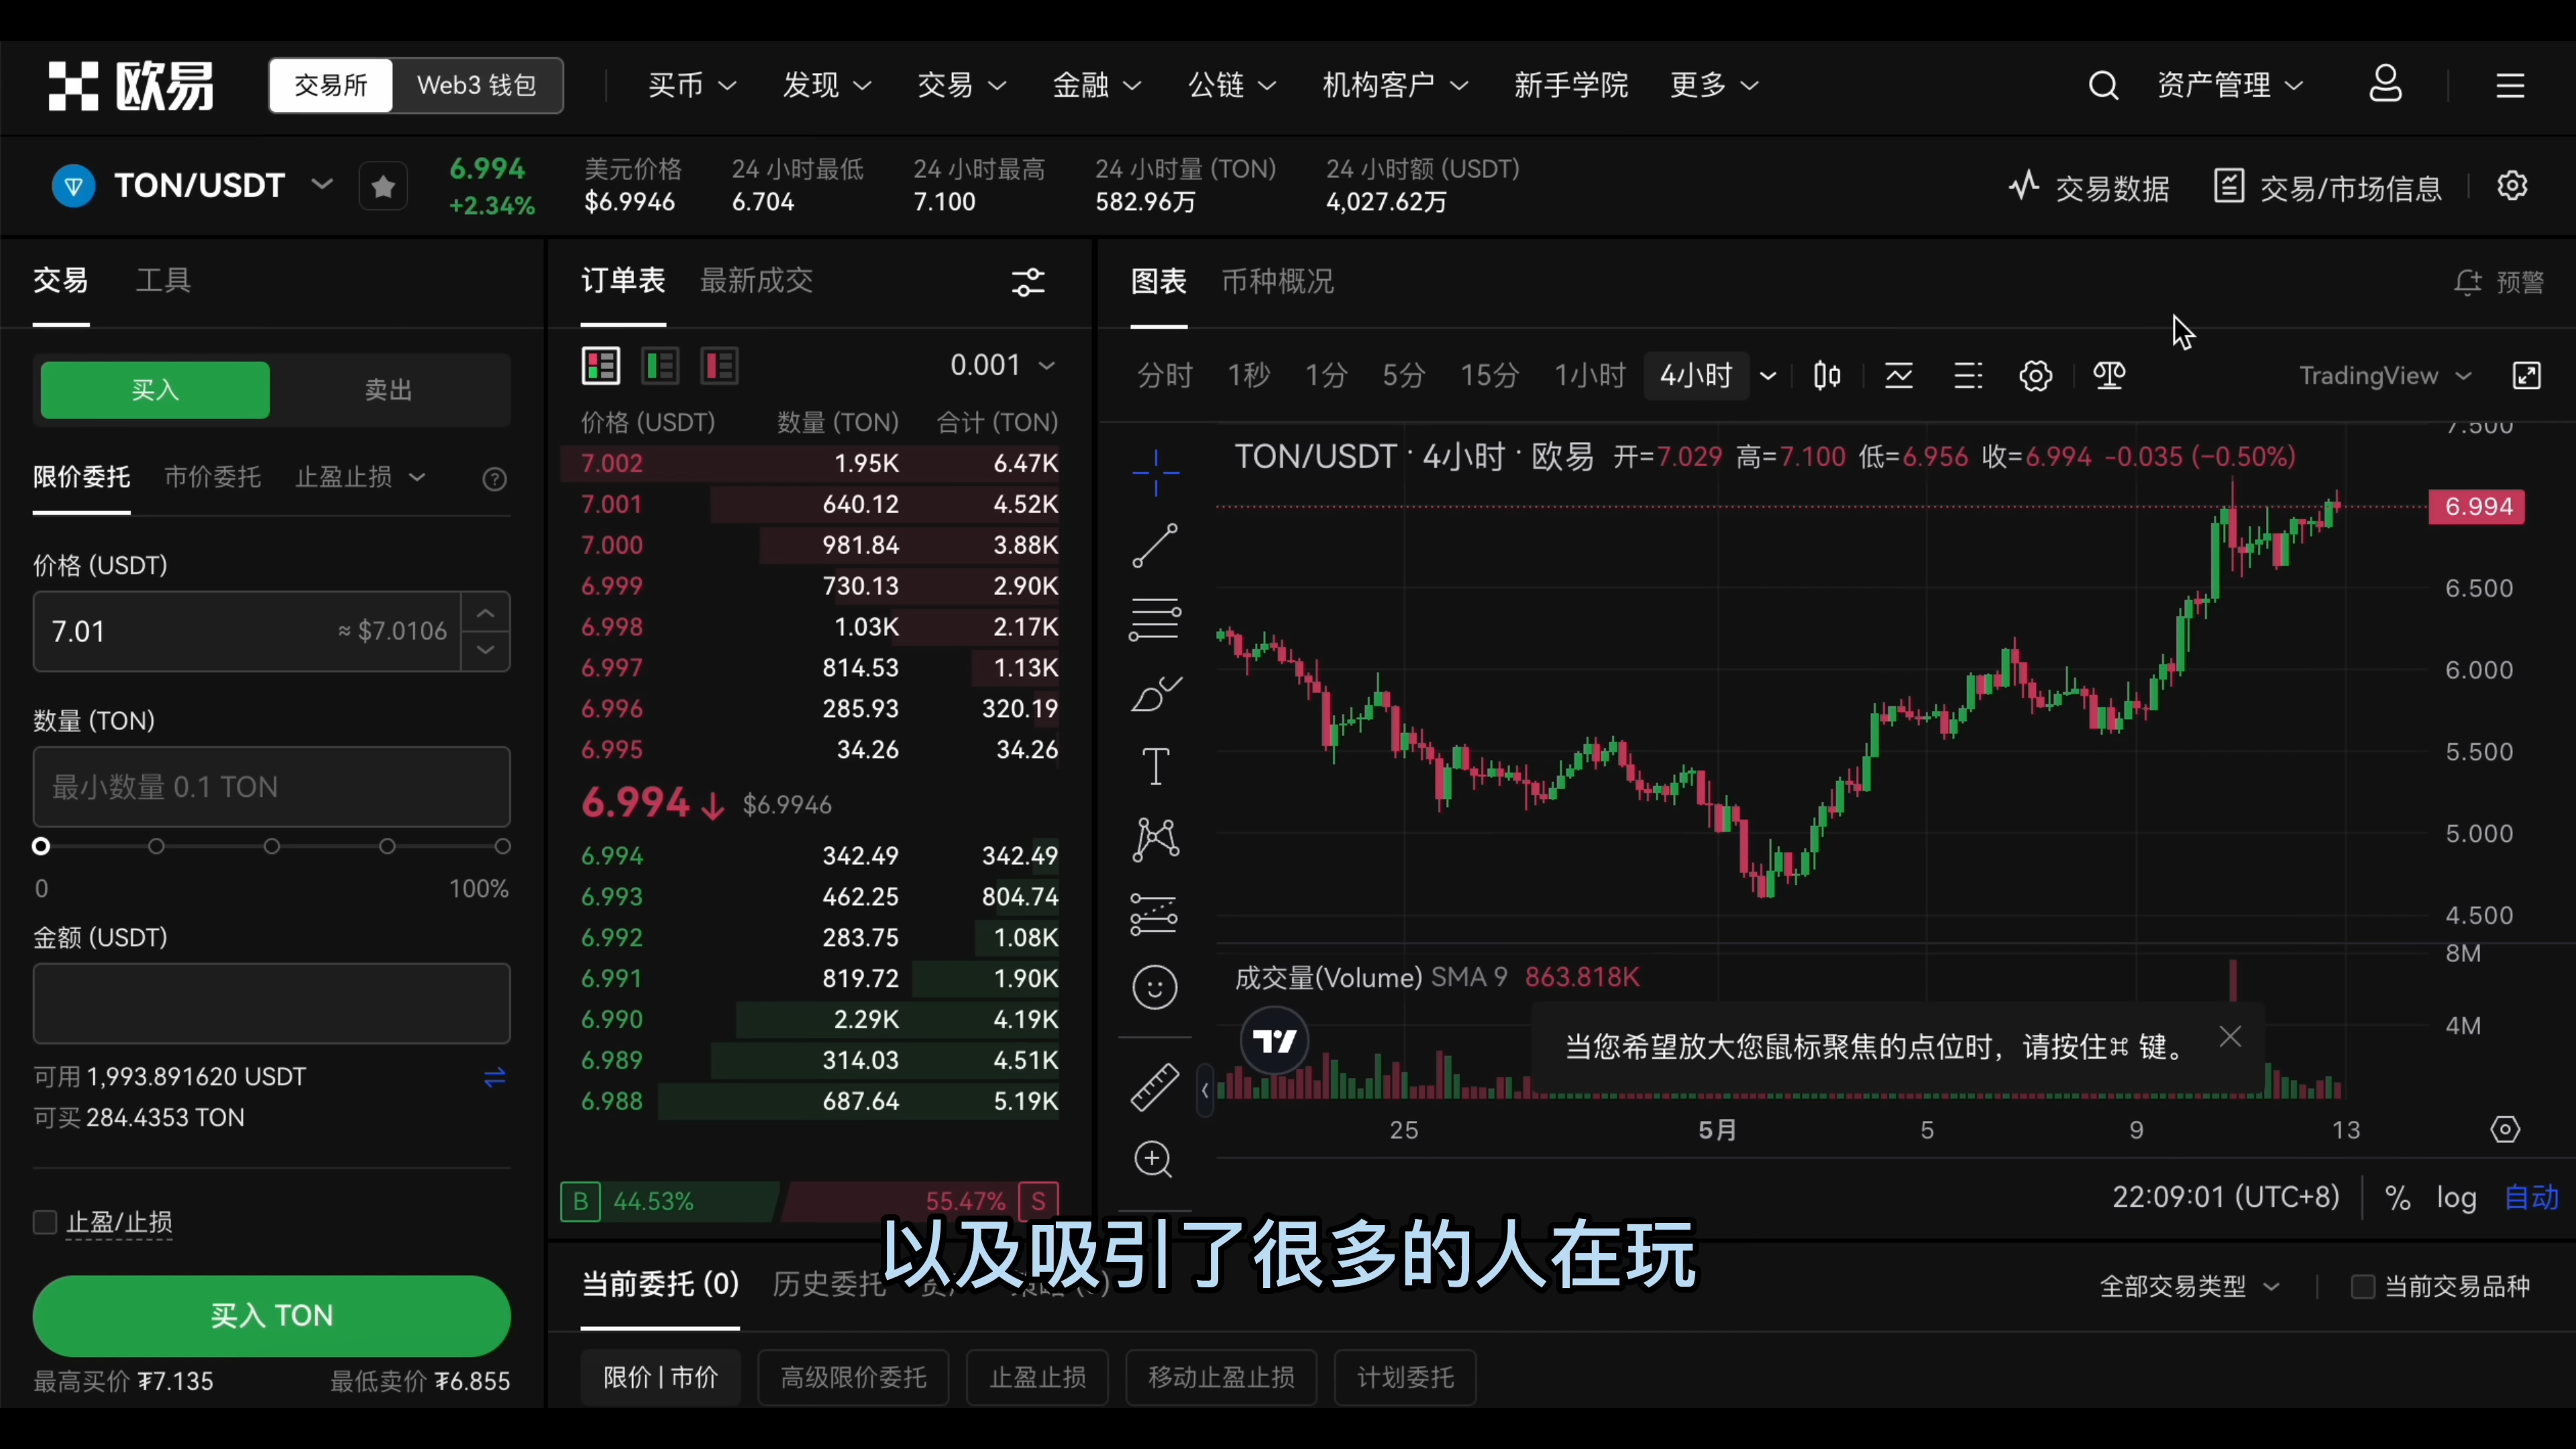 欧易 交易所 Web3 钱包 买币 发现 交易 金融 公链 机构客户 新手学院 更多 资产管理
TON/USDT 6.994 +2.34%
美元价格 $6.9946
24 小时最低 6.704
24 小时最高 7.100
24 小时量 (TON) 582.96万
24 小时额 (USDT) 4,027.62万
交易数据 交易/市场信息
交易 工具
买入 卖出
限价委托 市价委托 止盈止损
价格 (USDT)
7.01 ≈ $7.0106
数量 (TON)
最小数量 0.1 TON
0 100%
金额 (USDT)
可用 1,993.891620 USDT
可买 284.4353 TON
止盈/止损
买入 TON
最高买价 ₮7.135 最低卖价 ₮6.855
订单表 最新成交
0.001
价格 (USDT) 数量 (TON) 合计 (TON)
7.002 1.95K 6.47K
7.001 640.12 4.52K
7.000 981.84 3.88K
6.999 730.13 2.90K
6.998 1.03K 2.17K
6.997 814.53 1.13K
6.996 285.93 320.19
6.995 34.26 34.26
6.994 $6.9946
6.994 342.49 342.49
6.993 462.25 804.74
6.992 283.75 1.08K
6.991 819.72 1.90K
6.990 2.29K 4.19K
6.989 314.03 4.51K
6.988 687.64 5.19K
B 44.53% 55.47% S
图表 币种概况 预警
分时 1秒 1分 5分 15分 1小时 4小时 TradingView
TON/USDT · 4小时 · 欧易 开=7.029 高=7.100 低=6.956 收=6.994 −0.035 (−0.50%)
7.500
6.994
6.500
6.000
5.500
5.000
4.500
8M
4M
成交量(Volume) SMA 9 863.818K
当您希望放大您鼠标聚焦的点位时，请按住⌘ 键。
25 5月 5 9 13
22:09:01 (UTC+8) % log 自动
以及吸引了很多的人在玩
当前委托 (0) 历史委托 全部交易类型 当前交易品种
限价 | 市价 高级限价委托 止盈止损 移动止盈止损 计划委托